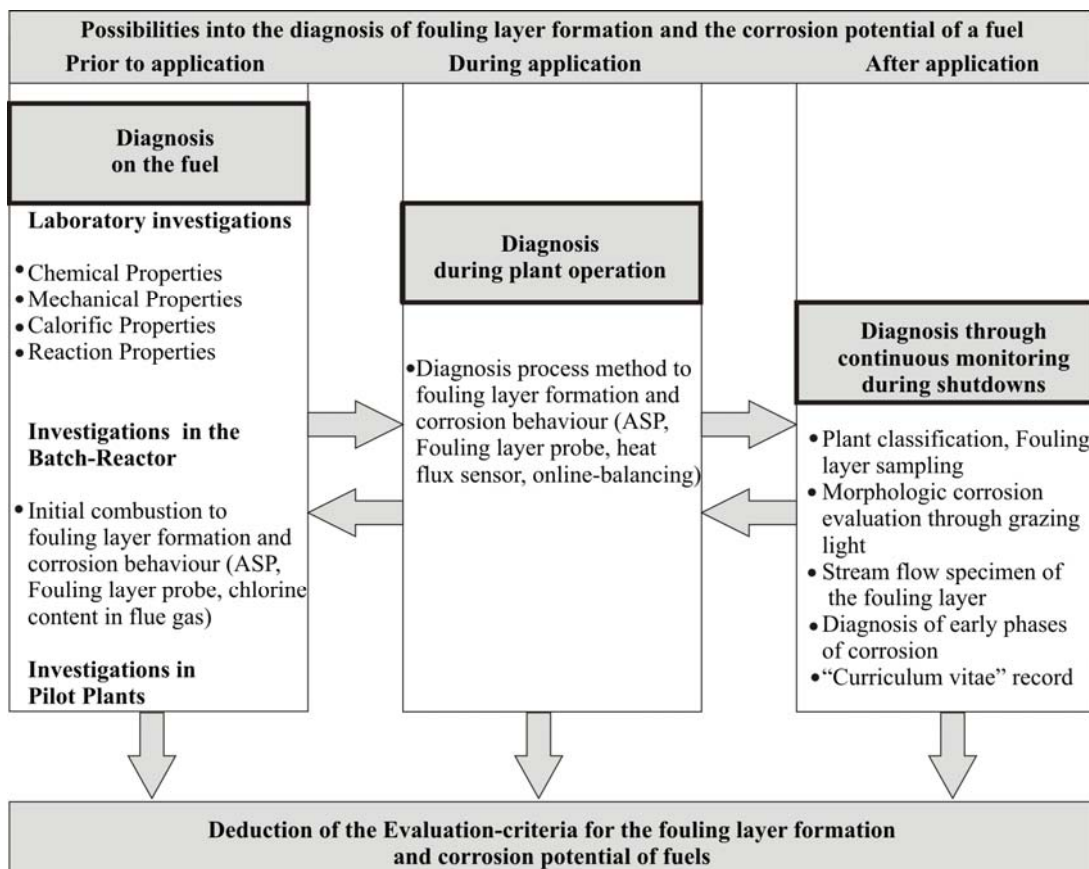 Possibilities into the diagnosis of fouling layer formation and the corrosion potential of a fuel
Prior to application
During application
After application
Diagnosis
on the fuel
Laboratory investigations
• Chemical Properties
• Mechanical Properties
• Calorific Properties
• Reaction Properties
Investigations in the
Batch-Reactor
• Initial combustion to
fouling layer formation and
corrosion behaviour (ASP,
Fouling layer probe, chlorine
content in flue gas)
Investigations in
Pilot Plants
Diagnosis
during plant operation
• Diagnosis process method to
fouling layer formation and
corrosion behaviour (ASP,
Fouling layer probe, heat
flux sensor, online-balancing)
Diagnosis through
continuous monitoring
during shutdowns
• Plant classification, Fouling
layer sampling
• Morphologic corrosion
evaluation through grazing
light
• Stream flow specimen of
the fouling layer
• Diagnosis of early phases
of corrosion
• “Curriculum vitae” record
Deduction of the Evaluation-criteria for the fouling layer formation
and corrosion potential of fuels